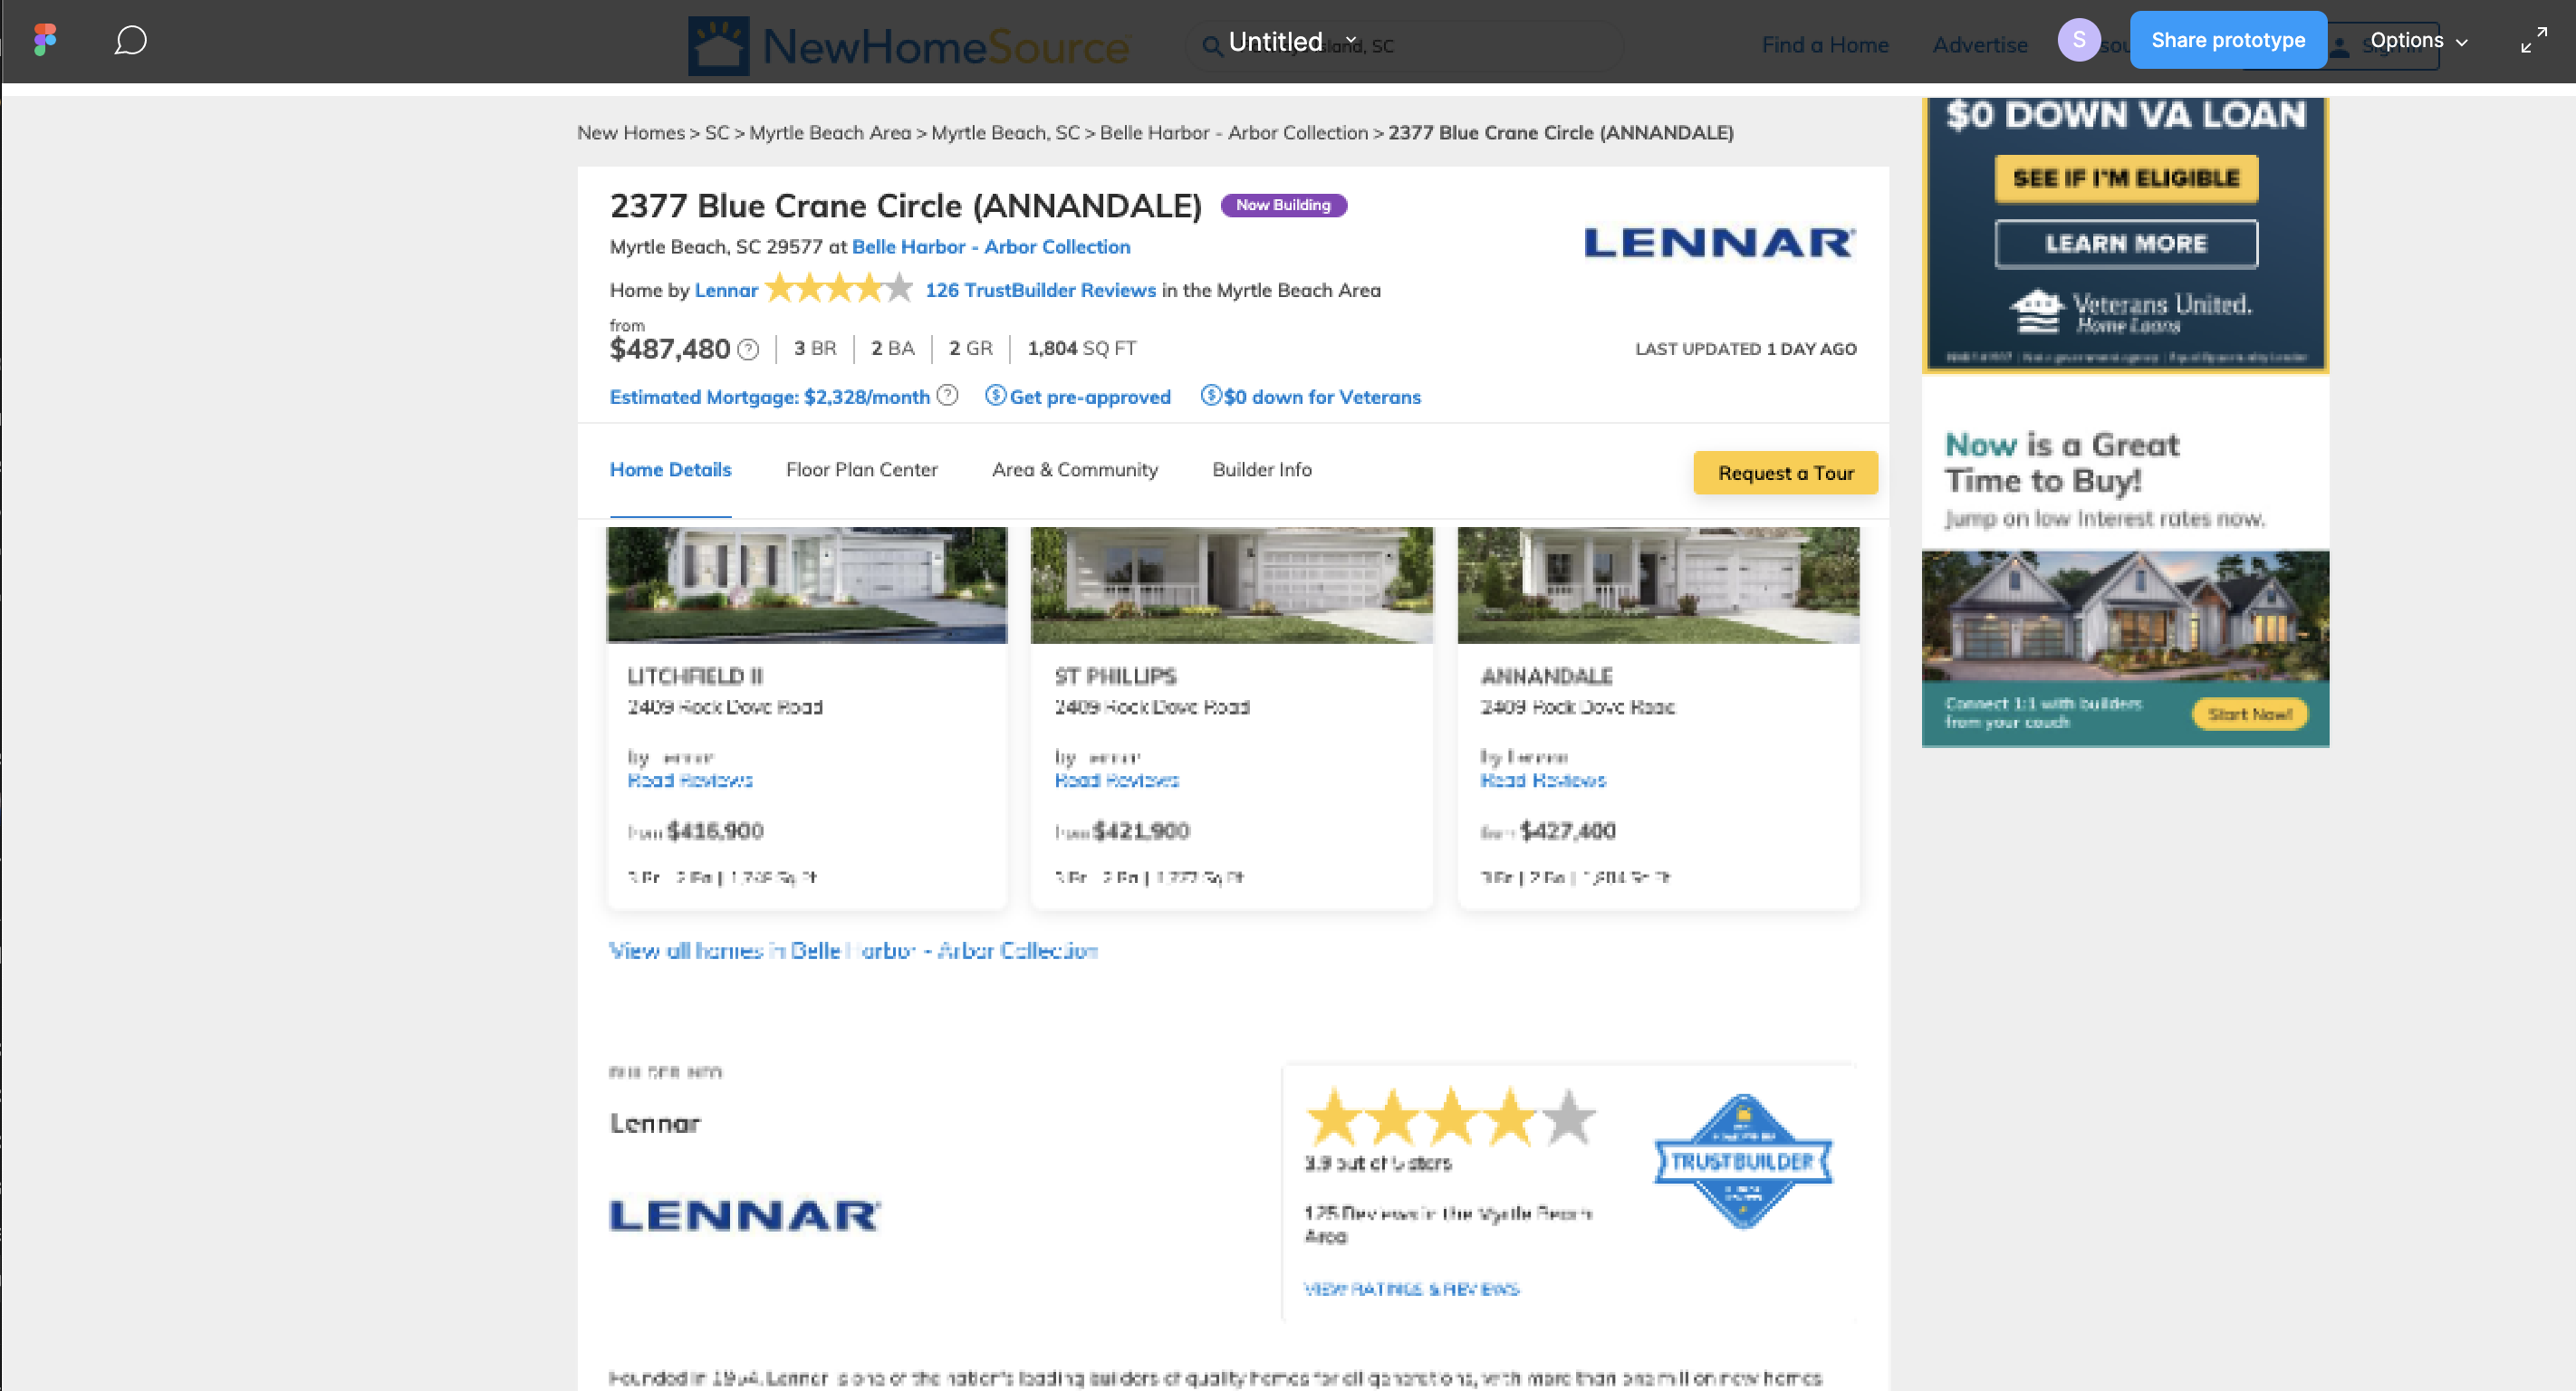 NewHomeSource
Untitled
Island, SC
Find a Home
Advertise
S
Share prototype
Options
New Homes > SC > Myrtle Beach Area > Myrtle Beach, SC > Belle Harbor - Arbor Collection > 2377 Blue Crane Circle (ANNANDALE)
2377 Blue Crane Circle (ANNANDALE)
Now Building
Myrtle Beach, SC 29577 at Belle Harbor - Arbor Collection
LENNAR
Home by Lennar
126 TrustBuilder Reviews in the Myrtle Beach Area
from
$487,480
3 BR
2 BA
2 GR
1,804 SQ FT
LAST UPDATED 1 DAY AGO
Estimated Mortgage: $2,328/month
Get pre-approved
$0 down for Veterans
Home Details
Floor Plan Center
Area & Community
Builder Info
Request a Tour
LITCHFIELD II
2409 Rock Dove Road
by
Read Reviews
from $416,900
ST PHILLIPS
2409 Rock Dove Road
by
Read Reviews
from $421,900
ANNANDALE
2409 Rock Dove Road
by
Read Reviews
from $427,400
View all homes in Belle Harbor - Arbor Collection
BUILDER INFO
Lennar
LENNAR
3.9 out of 5 stars
Reviews in the Myrtle Beach
Area
VIEW RATINGS & REVIEWS
TRUSTBUILDER
Founded in 1954, Lennar is one of the nation's leading builders of quality homes for all generations, with more than one million new homes
$0 DOWN VA LOAN
SEE IF I'M ELIGIBLE
LEARN MORE
Veterans United.
Home Loans
Now is a Great
Time to Buy!
Jump on low Interest rates now.
Connect 1:1 with builders
from your couch
Start Now!